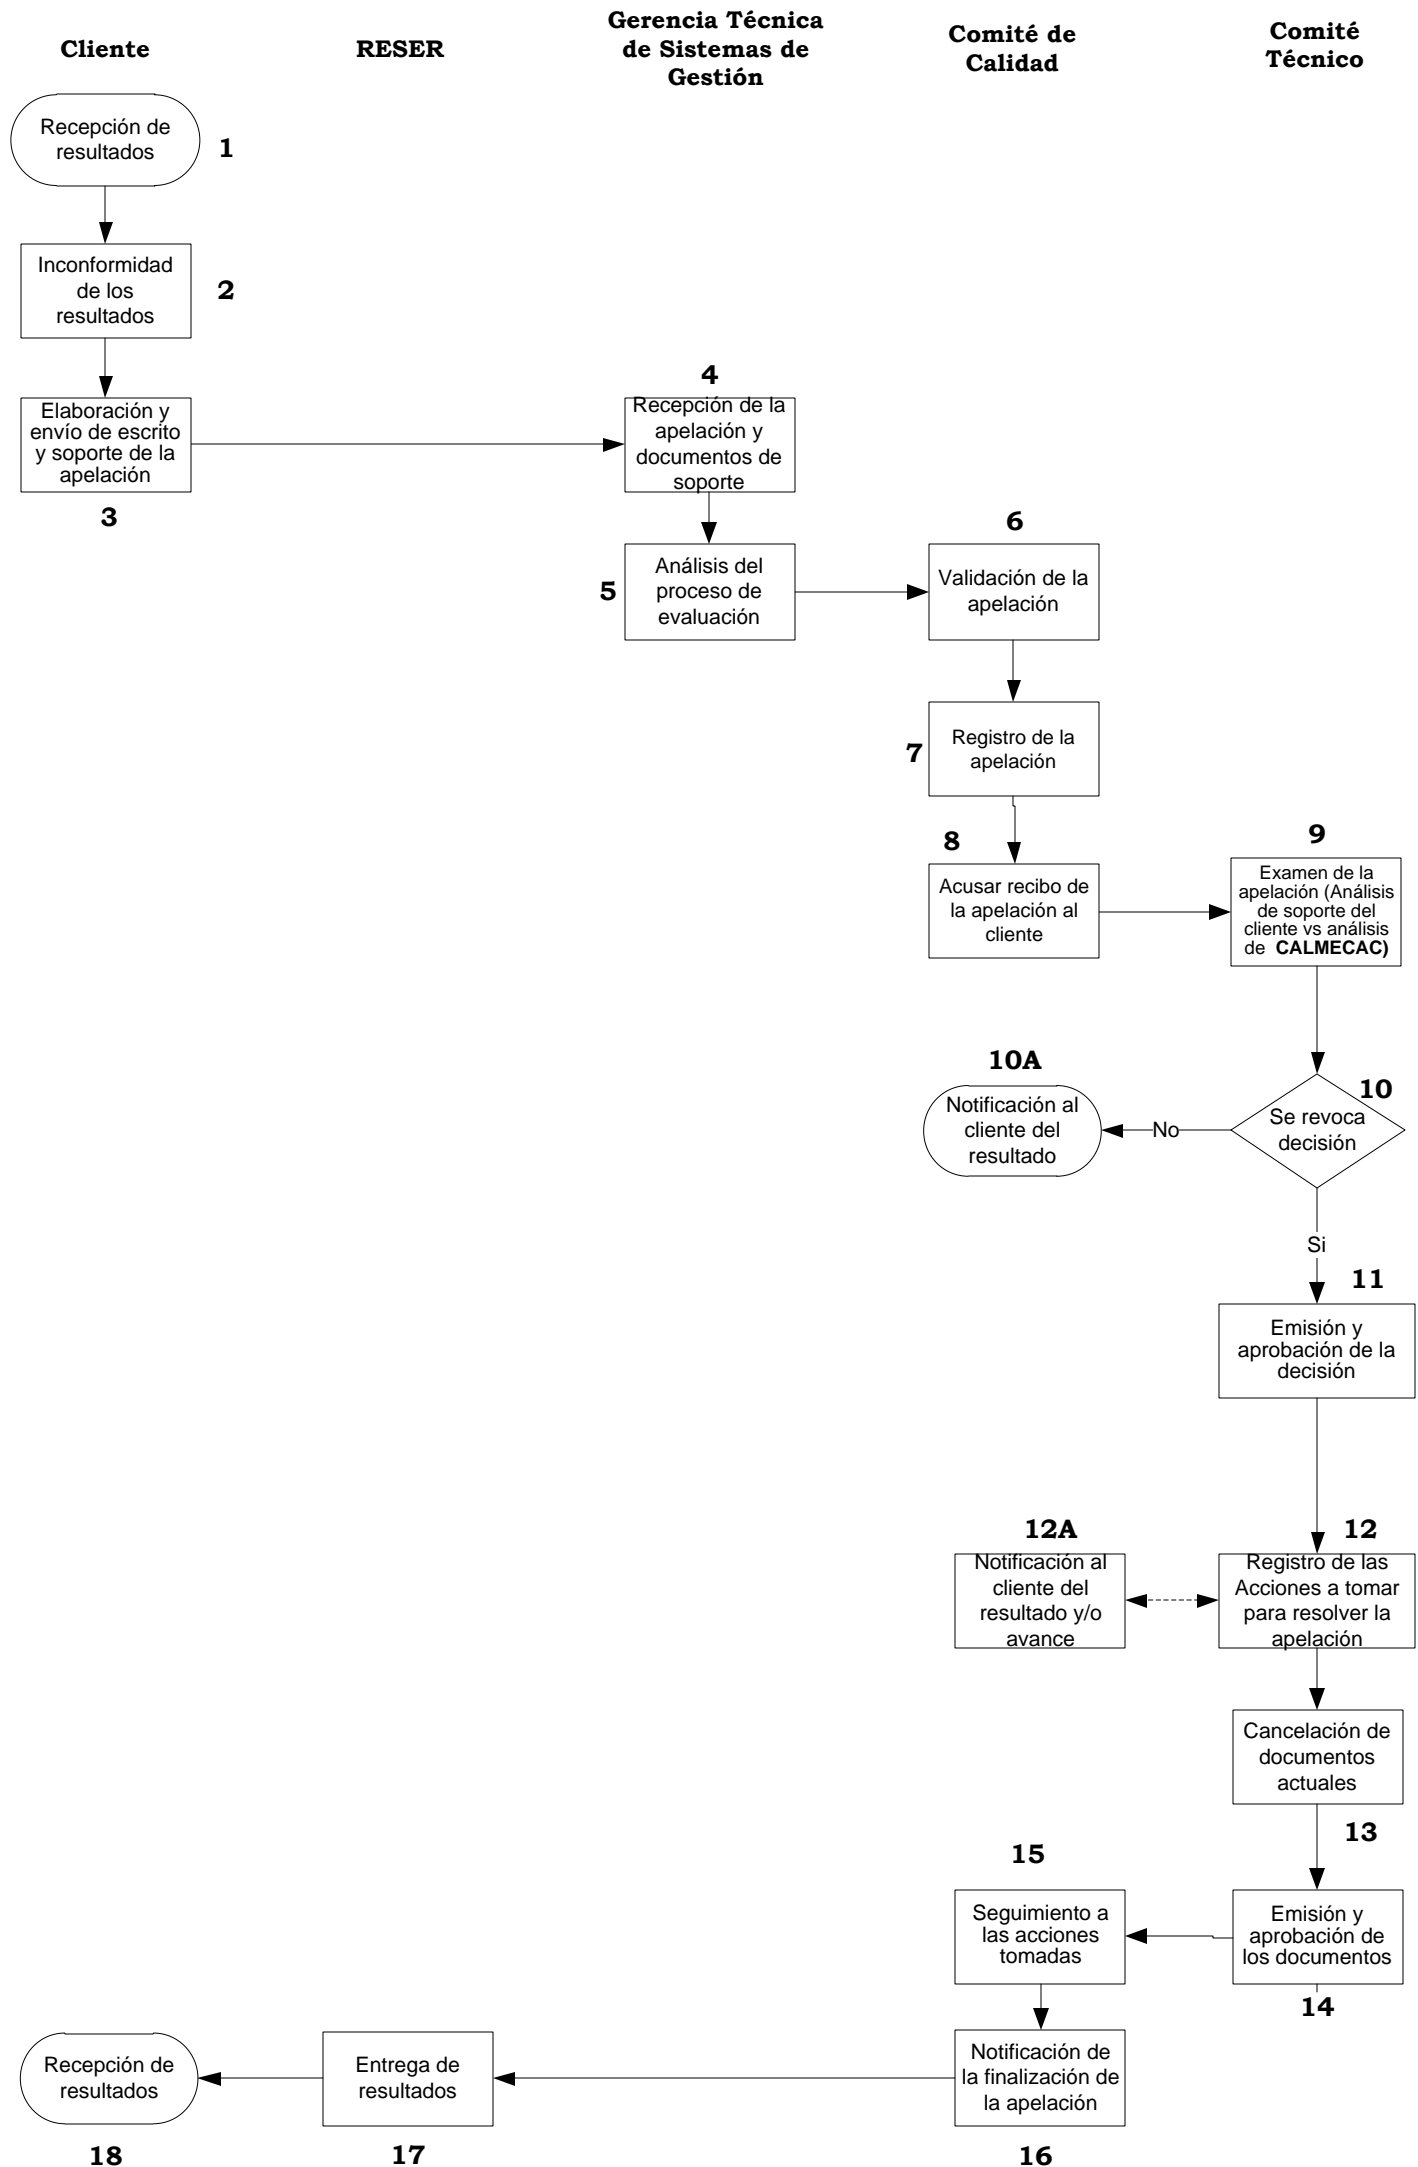 Cliente
RESER
Gerencia Técnica
de Sistemas de
Gestión
Comité de
Calidad
Comité
Técnico
Recepción de
resultados
1
Inconformidad
de los
resultados
2
Elaboración y
envío de escrito
y soporte de la
apelación
3
4
Recepción de la
apelación y
documentos de
soporte
5
Análisis del
proceso de
evaluación
6
Validación de la
apelación
7
Registro de la
apelación
8
Acusar recibo de
la apelación al
cliente
9
Examen de la
apelación (Análisis
de soporte del
cliente vs análisis
de CALMECAC)
10
Se revoca
decisión
No
10A
Notificación al
cliente del
resultado
Si
11
Emisión y
aprobación de la
decisión
12A
Notificación al
cliente del
resultado y/o
avance
12
Registro de las
Acciones a tomar
para resolver la
apelación
Cancelación de
documentos
actuales
13
Emisión y
aprobación de
los documentos
14
15
Seguimiento a
las acciones
tomadas
Notificación de
la finalización de
la apelación
16
Entrega de
resultados
17
Recepción de
resultados
18